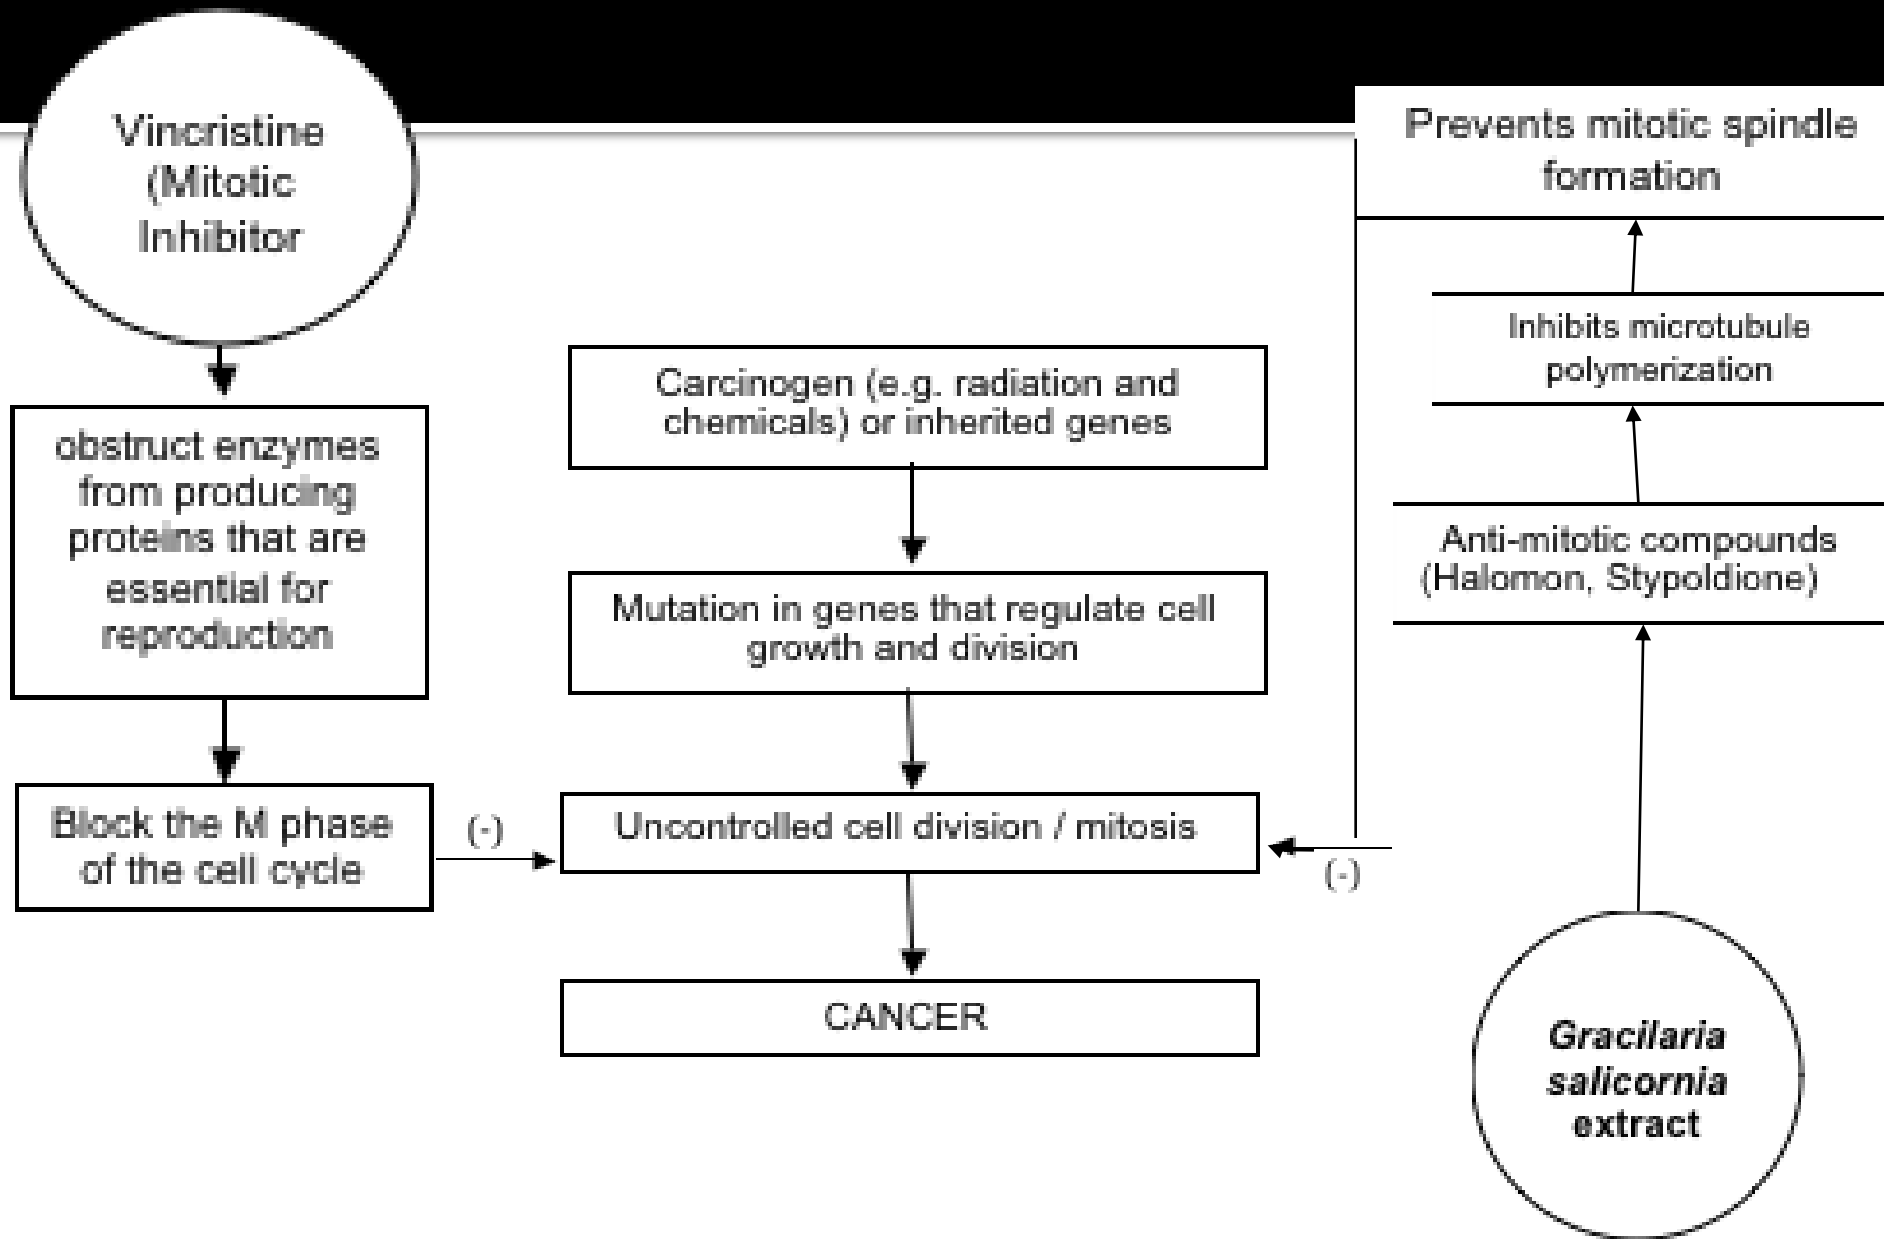 Vincristine
(Mitotic
Inhibitor
obstruct enzymes
from producing
proteins that are
essential for
reproduction
Block the M phase
of the cell cycle
(-)
Carcinogen (e.g. radiation and
chemicals) or inherited genes
Mutation in genes that regulate cell
growth and division
Uncontrolled cell division / mitosis
CANCER
(-)
Prevents mitotic spindle
formation
Inhibits microtubule
polymerization
Anti-mitotic compounds
(Halomon, Stypoldione)
Gracilaria
salicornia
extract